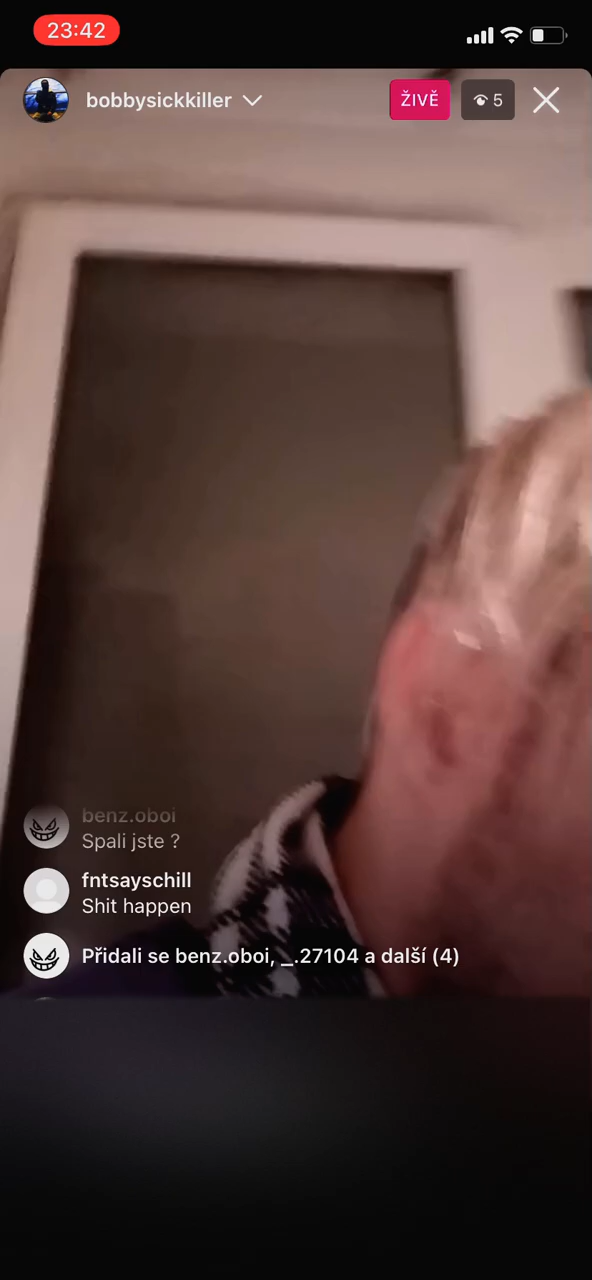 23:42
bobbysickkiller
ŽIVĚ
5
benz.oboi
Spali jste ?
fntsayschill
Shit happen
Přidali se benz.oboi, _.27104 a další (4)